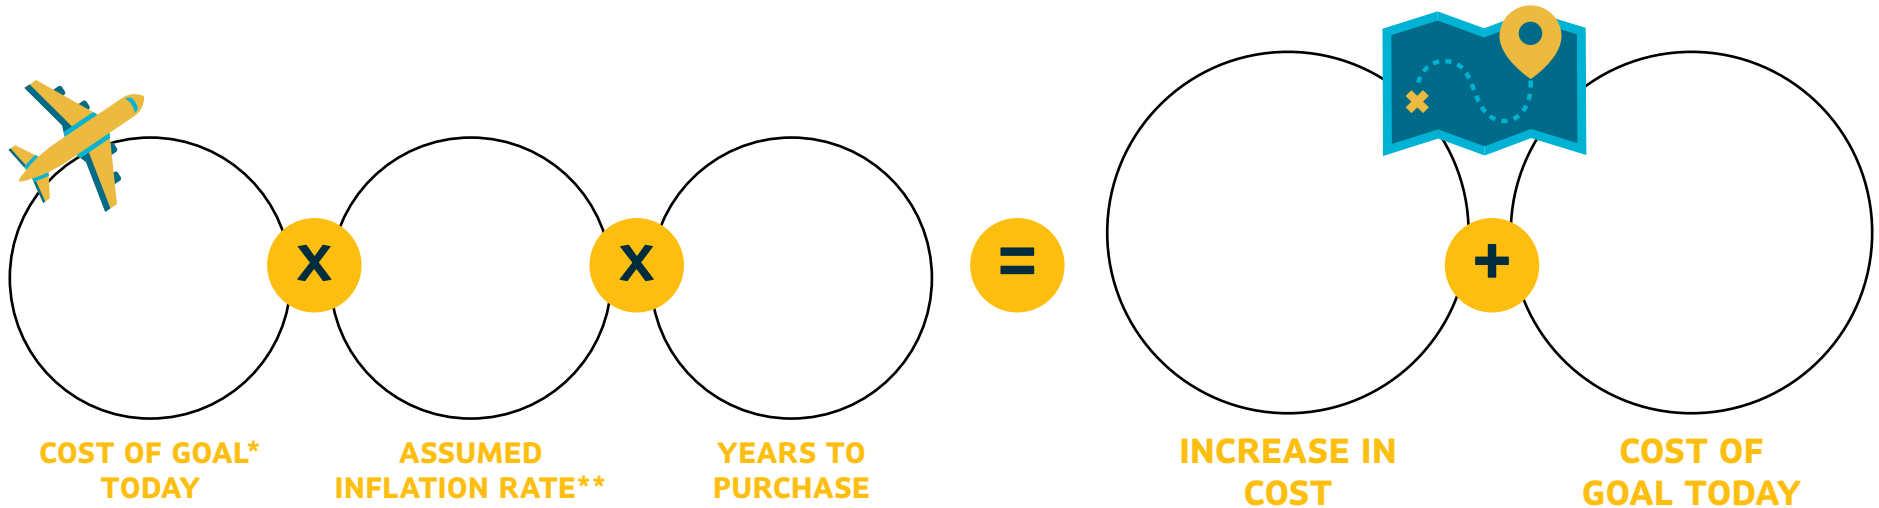 X
X
=
+
COST OF GOAL*
TODAY
ASSUMED
INFLATION RATE**
YEARS TO
PURCHASE
INCREASE IN
COST
COST OF
GOAL TODAY